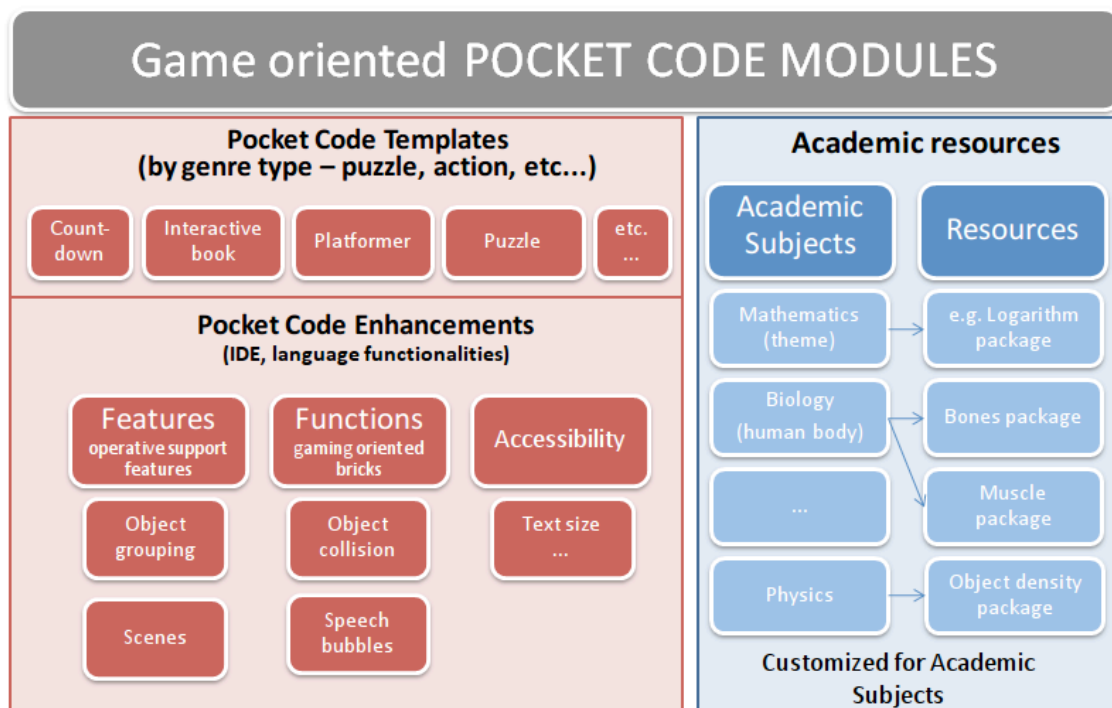 Game oriented POCKET CODE MODULES
Pocket Code Templates
(by genre type – puzzle, action, etc...)
Count-
down
Interactive
book
Platformer
Puzzle
etc.
...
Pocket Code Enhancements
(IDE, language functionalities)
Features
operative support
features
Functions
gaming oriented
bricks
Accessibility
Object
grouping
Object
collision
Text size
...
Scenes
Speech
bubbles
Academic resources
Academic
Subjects
Resources
Mathematics
(theme)
e.g. Logarithm
package
Biology
(human body)
Bones package
...
Muscle
package
Physics
Object density
package
Customized for Academic
Subjects